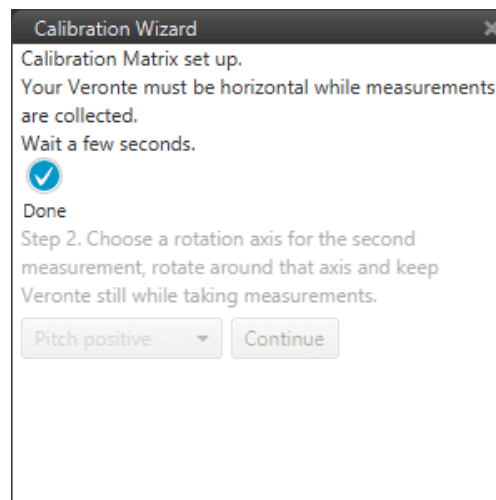 Calibration Wizard
Calibration Matrix set up.
Your Veronte must be horizontal while measurements
are collected.
Wait a few seconds.
Done
Step 2. Choose a rotation axis for the second
measurement, rotate around that axis and keep
Veronte still while taking measurements.
Pitch positive
Continue